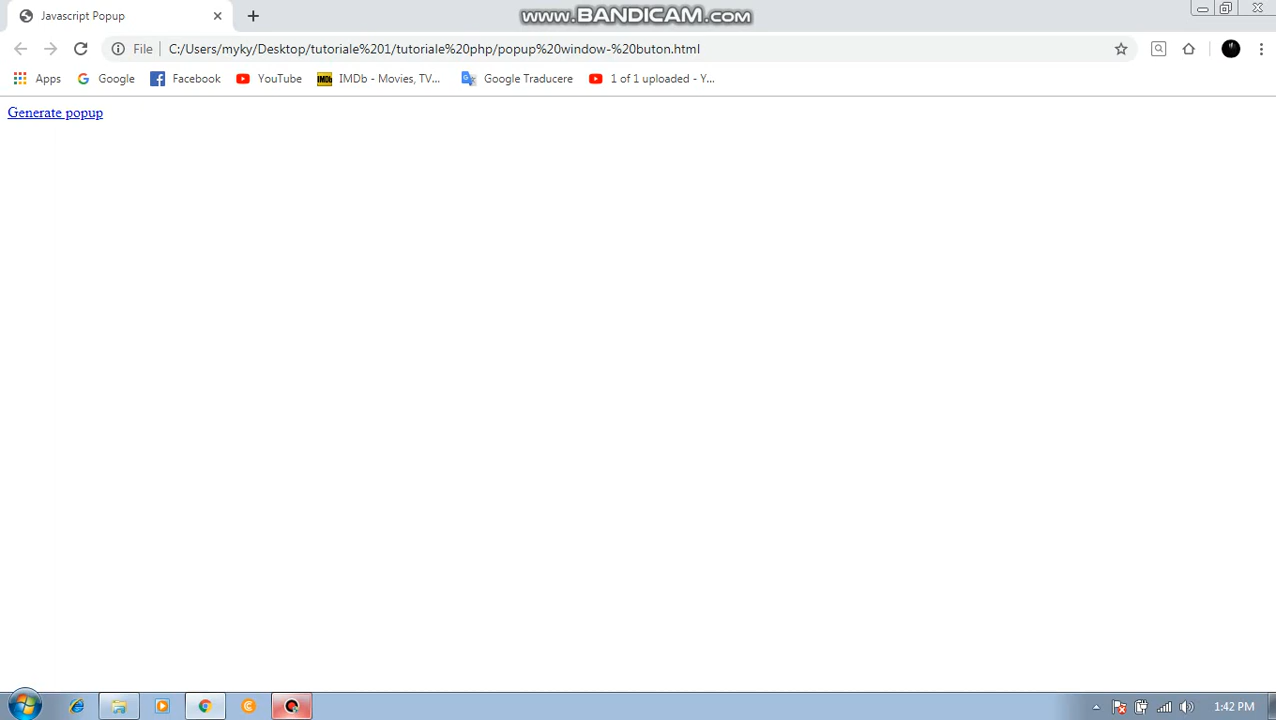 Javascript Popup
www.BANDICAM.com
File C:/Users/myky/Desktop/tutoriale%201/tutoriale%20php/popup%20window-%20buton.html
Apps Google Facebook YouTube IMDb IMDb - Movies, TV... Google Traducere 1 of 1 uploaded - Y...
Generate popup
1:42 PM